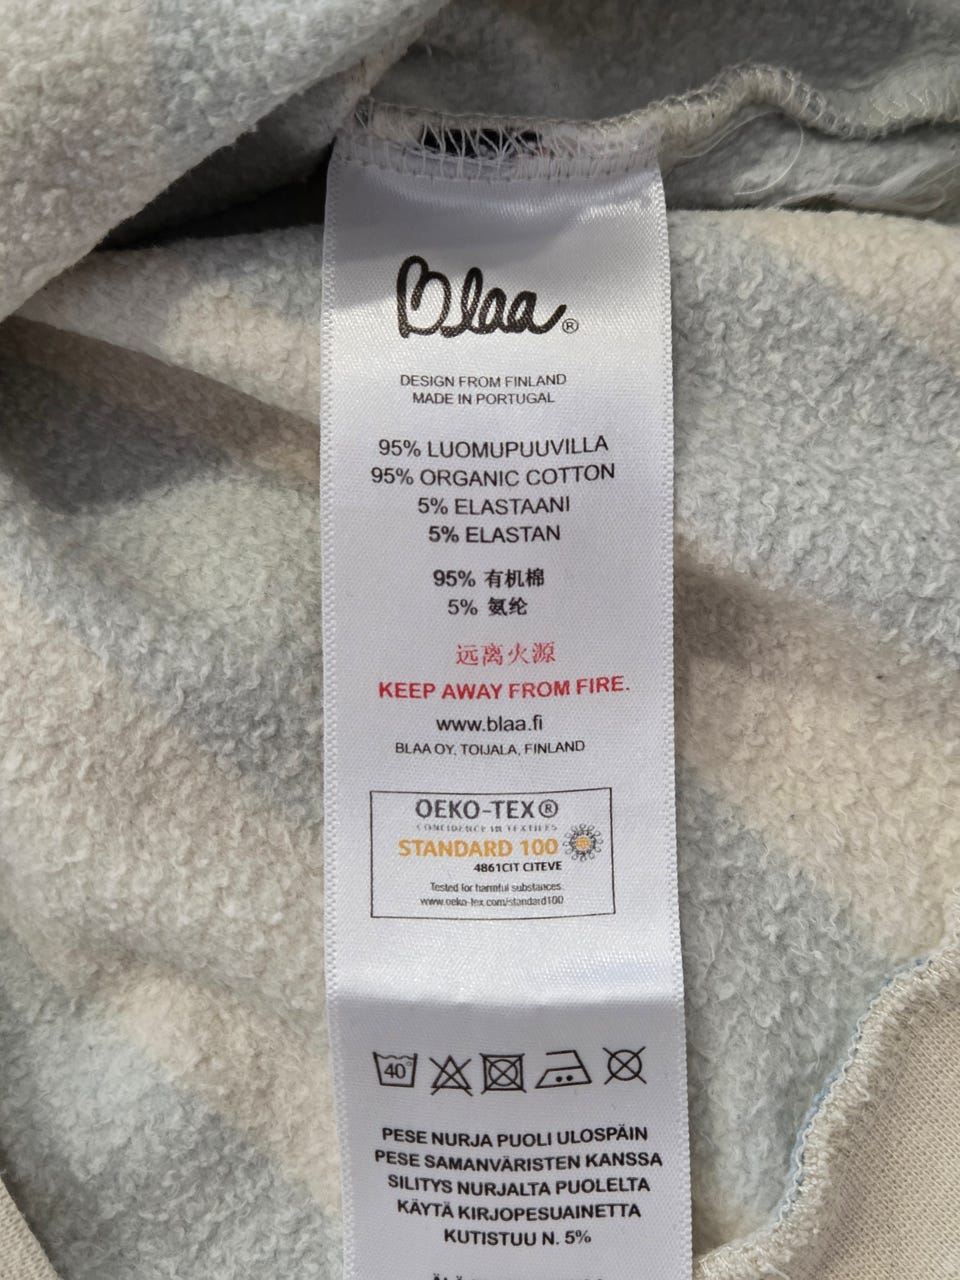 Blaa®
DESIGN FROM FINLAND
MADE IN PORTUGAL
95% LUOMUPUUVILLA
95% ORGANIC COTTON
5% ELASTAANI
5% ELASTAN
95% 有机棉
5% 氨纶
远离火源
KEEP AWAY FROM FIRE.
www.blaa.fi
BLAA OY, TOIJALA, FINLAND
OEKO-TEX®
CONCIDENCE IN TEXTILES
STANDARD 100
4861CIT CITEVE
Tested for harmful substances.
www.oeko-tex.com/standard100
40
PESE NURJA PUOLI ULOSPÄIN
PESE SAMANVÄRISTEN KANSSA
SILITYS NURJALTA PUOLELTA
KÄYTÄ KIRJOPESUAINETTA
KUTISTUU N. 5%